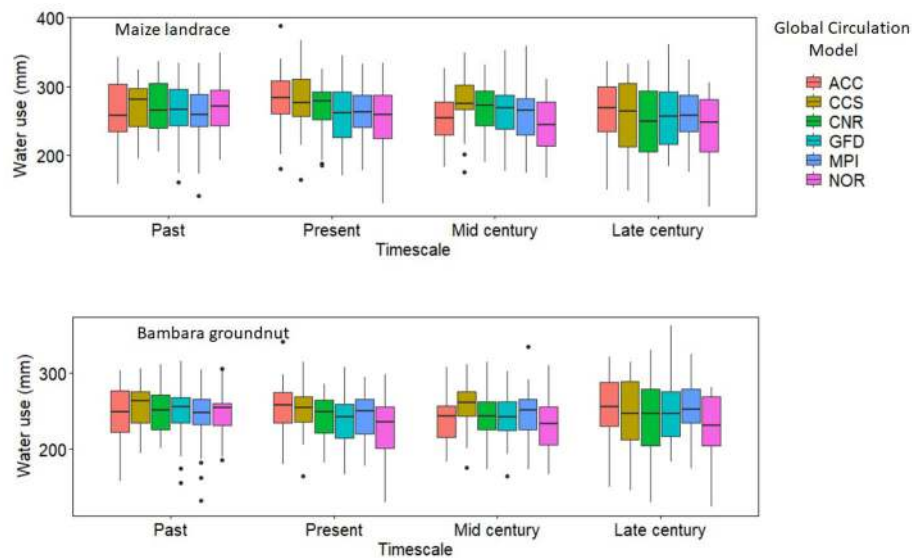 Maize landrace
Global Circulation
Model
ACC
CCS
CNR
GFD
MPI
NOR
400
300
200
Water use (mm)
Past Present Mid century Late century
Timescale
Bambara groundnut
300
200
Water use (mm)
Past Present Mid century Late century
Timescale